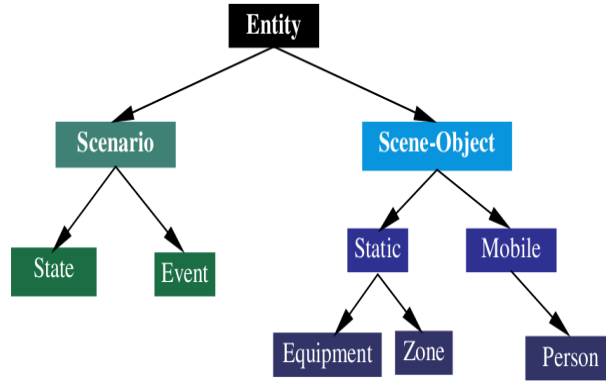 Entity
Scenario
Scene-Object
State
Event
Static
Mobile
Equipment
Zone
Person